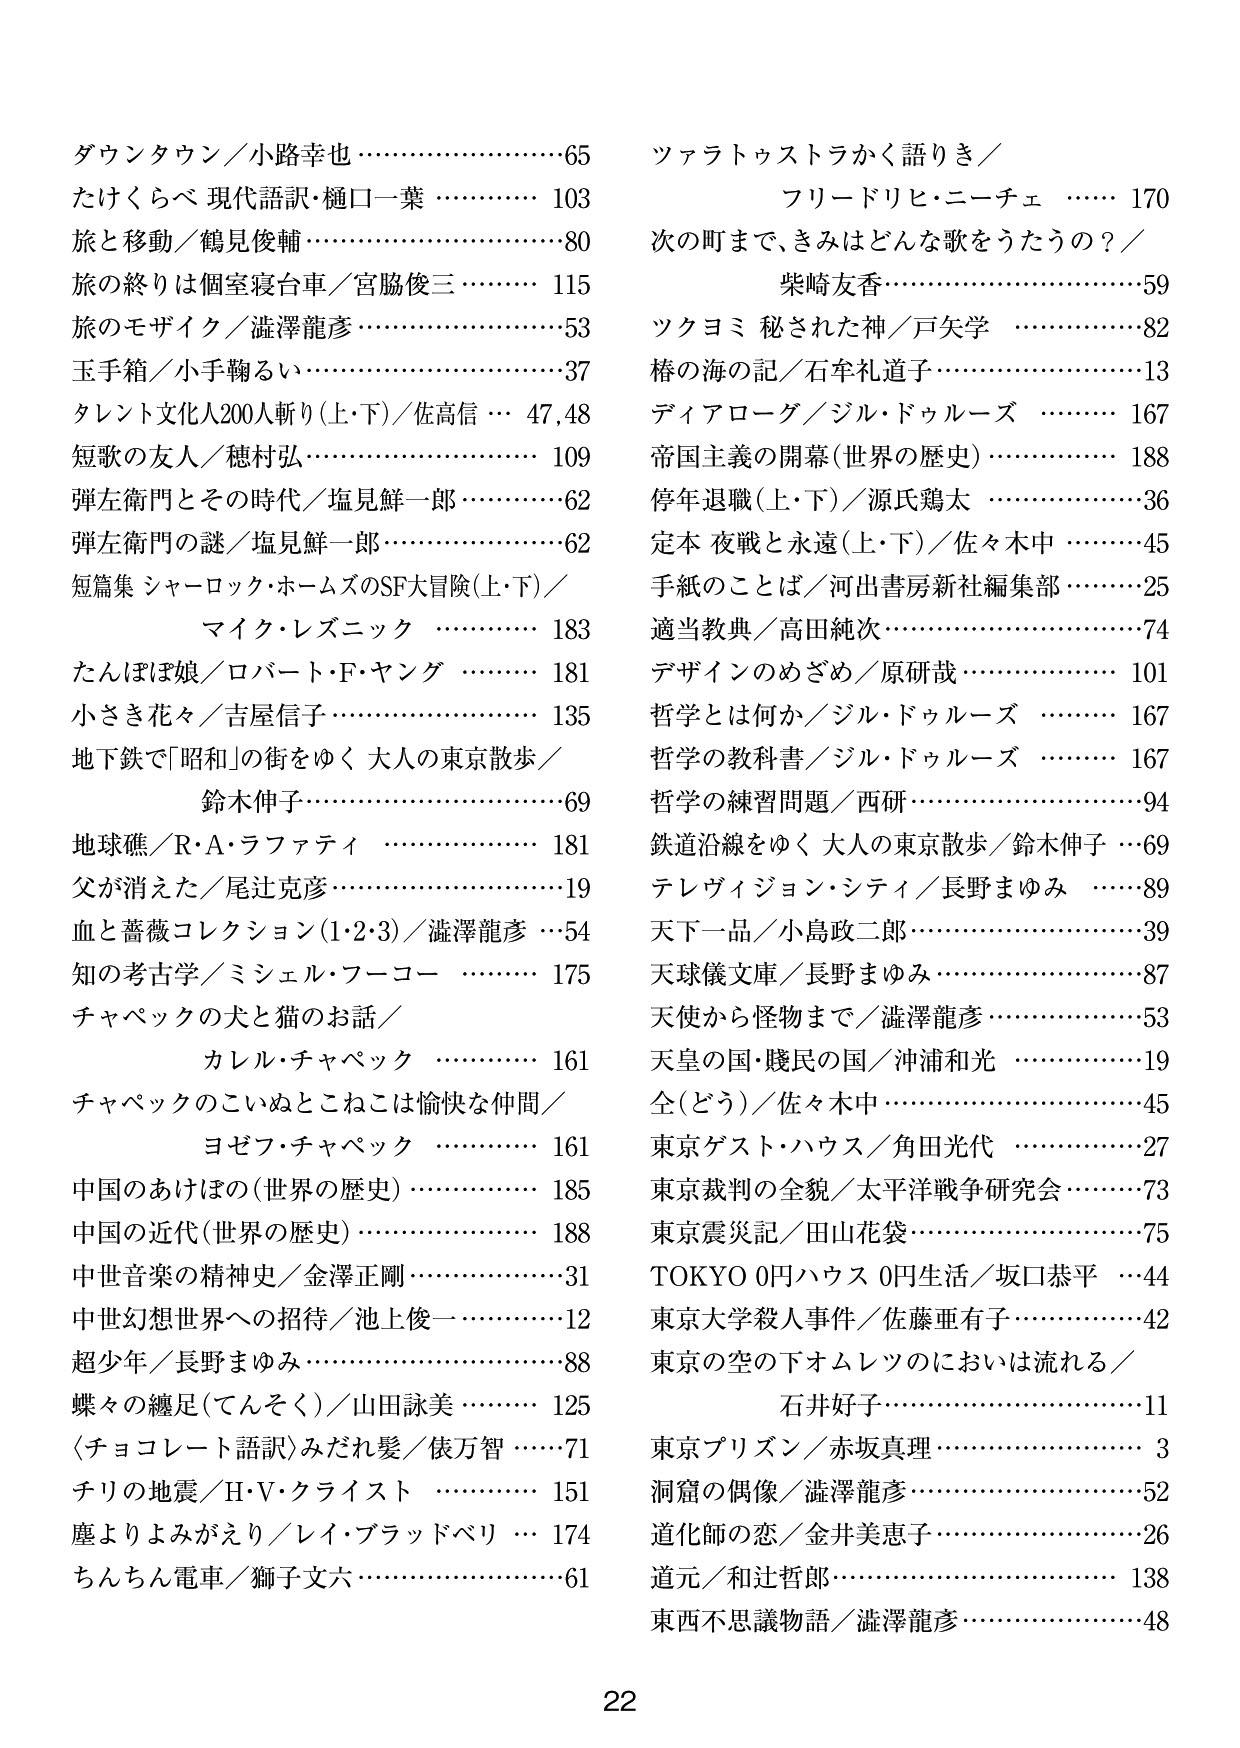 ダウンタウン／小路幸也……………………65
たけくらべ 現代語訳・樋口一葉 ………… 103
旅と移動／鶴見俊輔…………………………80
旅の終りは個室寝台車／宮脇俊三……… 115
旅のモザイク／澁澤龍彥……………………53
玉手箱／小手鞠るい…………………………37
タレント文化人200人斬り(上・下)／佐高信 … 47,48
短歌の友人／穂村弘……………………… 109
弾左衛門とその時代／塩見鮮一郎…………62
弾左衛門の謎／塩見鮮一郎…………………62
短篇集 シャーロック・ホームズのSF大冒険(上・下)／
マイク・レズニック ………… 183
たんぽぽ娘／ロバート・F・ヤング ……… 181
小さき花々／吉屋信子…………………… 135
地下鉄で「昭和」の街をゆく 大人の東京散歩／
鈴木伸子…………………………69
地球礁／R・A・ラファティ ……………… 181
父が消えた／尾辻克彦………………………19
血と薔薇コレクション(1・2・3)／澁澤龍彥 …54
知の考古学／ミシェル・フーコー ……… 175
チャペックの犬と猫のお話／
カレル・チャペック ………… 161
チャペックのこいぬとこねこは愉快な仲間／
ヨゼフ・チャペック ………… 161
中国のあけぼの(世界の歴史)…………… 185
中国の近代(世界の歴史)………………… 188
中世音楽の精神史／金澤正剛………………31
中世幻想世界への招待／池上俊一…………12
超少年／長野まゆみ…………………………88
蝶々の纏足(てんそく)／山田詠美……… 125
〈チョコレート語訳〉みだれ髪／俵万智……71
チリの地震／H・V・クライスト ………… 151
塵よりよみがえり／レイ・ブラッドベリ … 174
ちんちん電車／獅子文六……………………61
ツァラトゥストラかく語りき／
フリードリヒ・ニーチェ …… 170
次の町まで、きみはどんな歌をうたうの？／
柴崎友香…………………………59
ツクヨミ 秘された神／戸矢学 ……………82
椿の海の記／石牟礼道子……………………13
ディアローグ／ジル・ドゥルーズ ……… 167
帝国主義の開幕(世界の歴史)…………… 188
停年退職(上・下)／源氏鶏太 ………………36
定本 夜戦と永遠(上・下)／佐々木中………45
手紙のことば／河出書房新社編集部………25
適当教典／高田純次…………………………74
デザインのめざめ／原研哉……………… 101
哲学とは何か／ジル・ドゥルーズ ……… 167
哲学の教科書／ジル・ドゥルーズ ……… 167
哲学の練習問題／西研………………………94
鉄道沿線をゆく 大人の東京散歩／鈴木伸子 …69
テレヴィジョン・シティ／長野まゆみ ……89
天下一品／小島政二郎………………………39
天球儀文庫／長野まゆみ……………………87
天使から怪物まで／澁澤龍彥………………53
天皇の国・賤民の国／沖浦和光 ……………19
仝(どう)／佐々木中…………………………45
東京ゲスト・ハウス／角田光代 ……………27
東京裁判の全貌／太平洋戦争研究会………73
東京震災記／田山花袋………………………75
TOKYO 0円ハウス 0円生活／坂口恭平 …44
東京大学殺人事件／佐藤亜有子……………42
東京の空の下オムレツのにおいは流れる／
石井好子…………………………11
東京プリズン／赤坂真理…………………… 3
洞窟の偶像／澁澤龍彥………………………52
道化師の恋／金井美恵子……………………26
道元／和辻哲郎…………………………… 138
東西不思議物語／澁澤龍彥…………………48
22